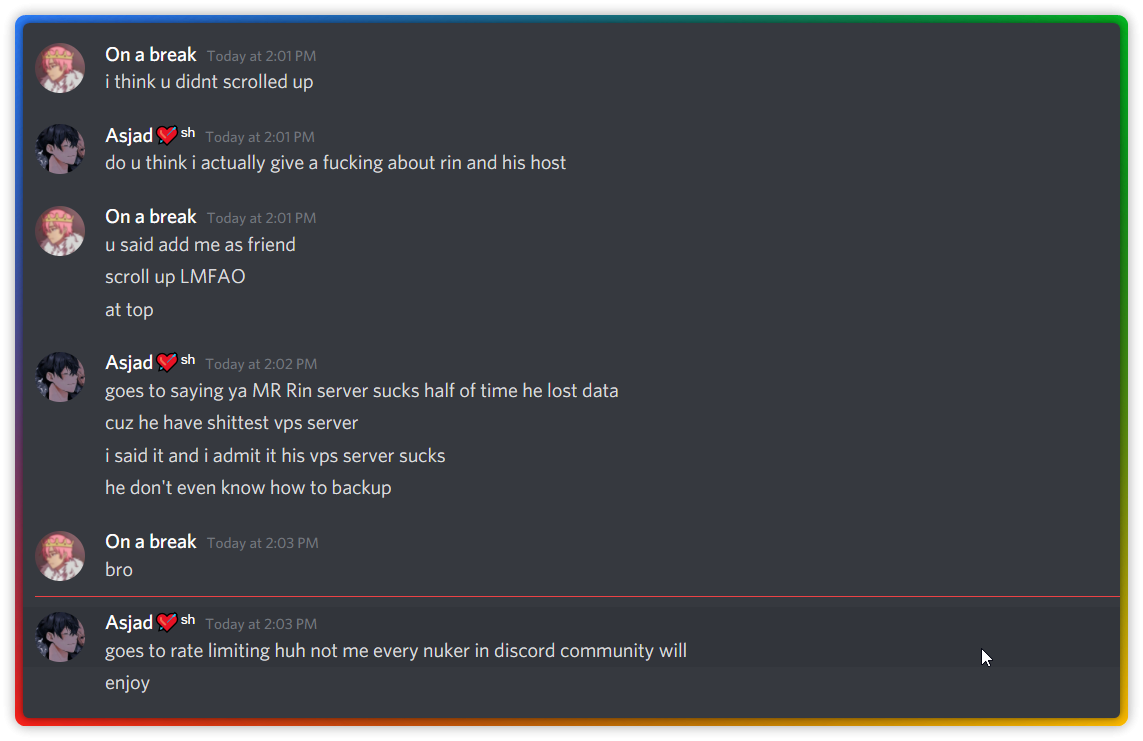 On a break Today at 2:01 PM
i think u didnt scrolled up
Asjad💘 sh Today at 2:01 PM
do u think i actually give a fucking about rin and his host
On a break Today at 2:01 PM
u said add me as friend
scroll up LMFAO
at top
Asjad💘 sh Today at 2:02 PM
goes to saying ya MR Rin server sucks half of time he lost data
cuz he have shittest vps server
i said it and i admit it his vps server sucks
he don't even know how to backup
On a break Today at 2:03 PM
bro
Asjad💘 sh Today at 2:03 PM
goes to rate limiting huh not me every nuker in discord community will
enjoy